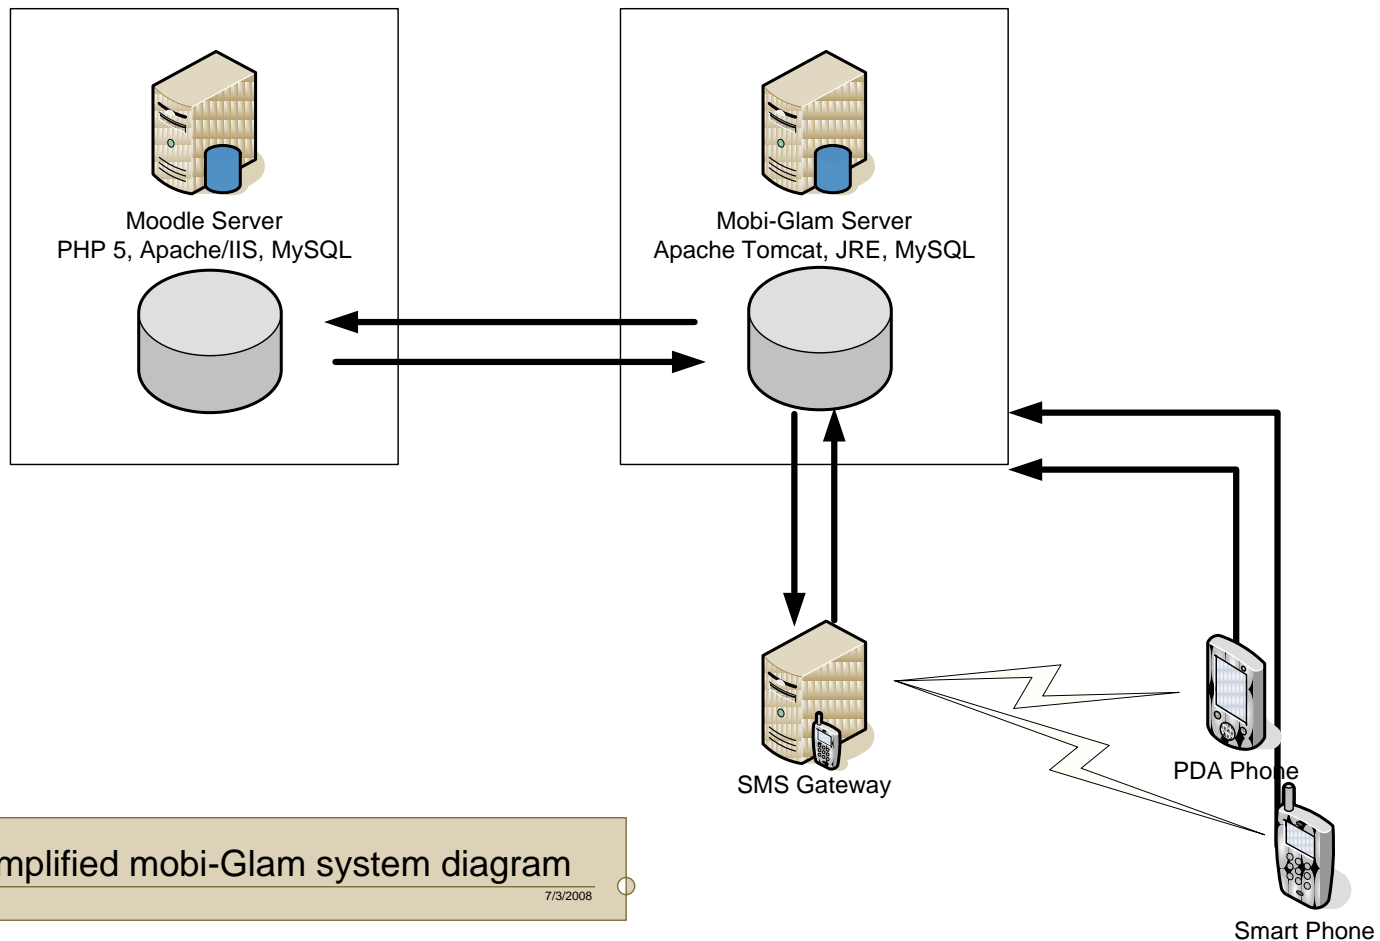 Moodle Server
PHP 5, Apache/IIS, MySQL
Mobi-Glam Server
Apache Tomcat, JRE, MySQL
SMS Gateway
PDA Phone
Smart Phone
mplified mobi-Glam system diagram
7/3/2008